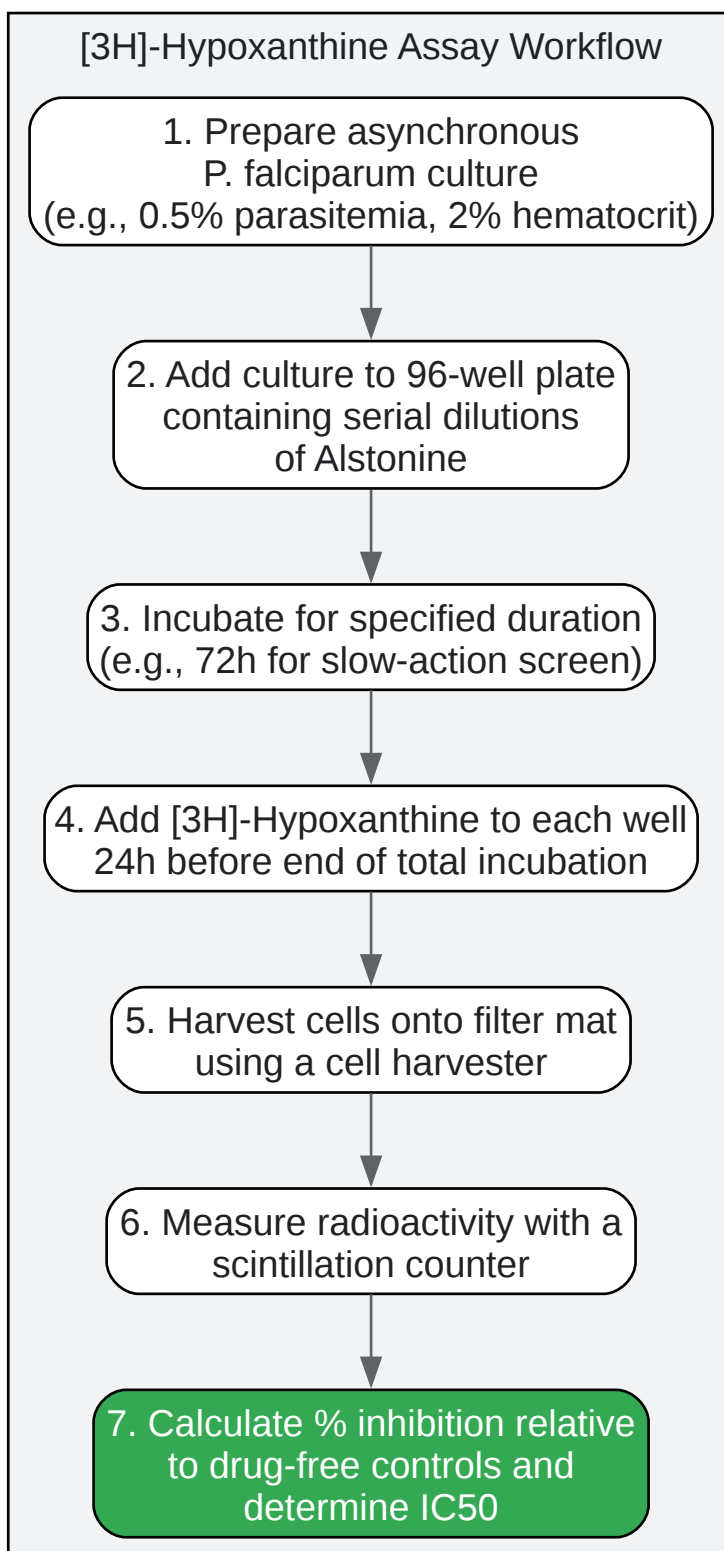 [3H]-Hypoxanthine Assay Workflow
1. Prepare asynchronous
P. falciparum culture
(e.g., 0.5% parasitemia, 2% hematocrit)
2. Add culture to 96-well plate
containing serial dilutions
of Alstonine
3. Incubate for specified duration
(e.g., 72h for slow-action screen)
4. Add [3H]-Hypoxanthine to each well
24h before end of total incubation
5. Harvest cells onto filter mat
using a cell harvester
6. Measure radioactivity with a
scintillation counter
7. Calculate % inhibition relative
to drug-free controls and
determine IC50